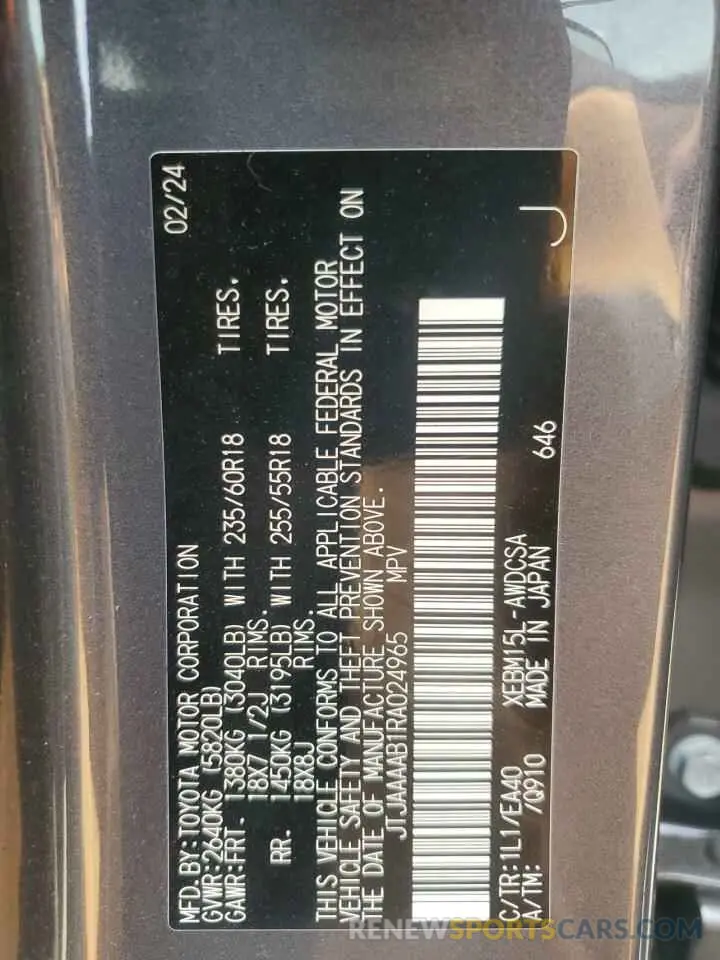 MFD. BY: TOYOTA MOTOR CORPORATION 02/24
GVWR: 2640KG (5820LB)
GAWR: FRT. 1380KG (3040LB) WITH 235/60R18 TIRES.
18X7 1/2J RIMS.
RR. 1450KG (3195LB) WITH 255/55R18 TIRES.
18X8J RIMS.
THIS VEHICLE CONFORMS TO ALL APPLICABLE FEDERAL MOTOR
VEHICLE SAFETY AND THEFT PREVENTION STANDARDS IN EFFECT ON
THE DATE OF MANUFACTURE SHOWN ABOVE.
JTJAAAAB1RA024965 MPV
C/TR: 1L1/EA40 XEBM15L-AWDCSA
A/TM: /Q910 MADE IN JAPAN 646
J
RENEWSPORTSCARS.COM